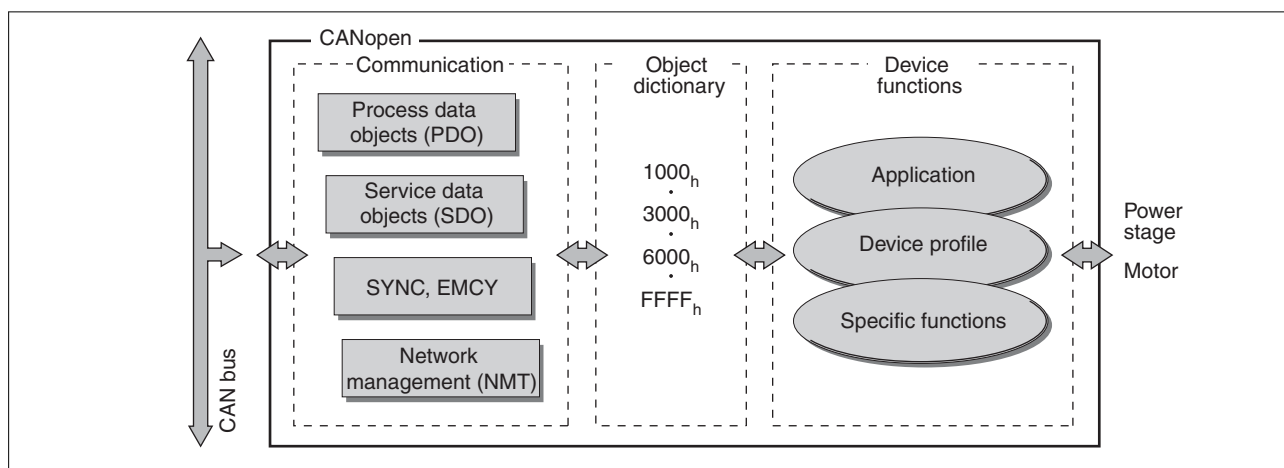 CANopen
Communication
Process data
objects (PDO)
Service data
objects (SDO)
SYNC, EMCY
Network
management (NMT)
Object
dictionary
1000h
3000h
6000h
FFFFh
Device
functions
Application
Device profile
Specific functions
Power
stage
Motor
CAN bus